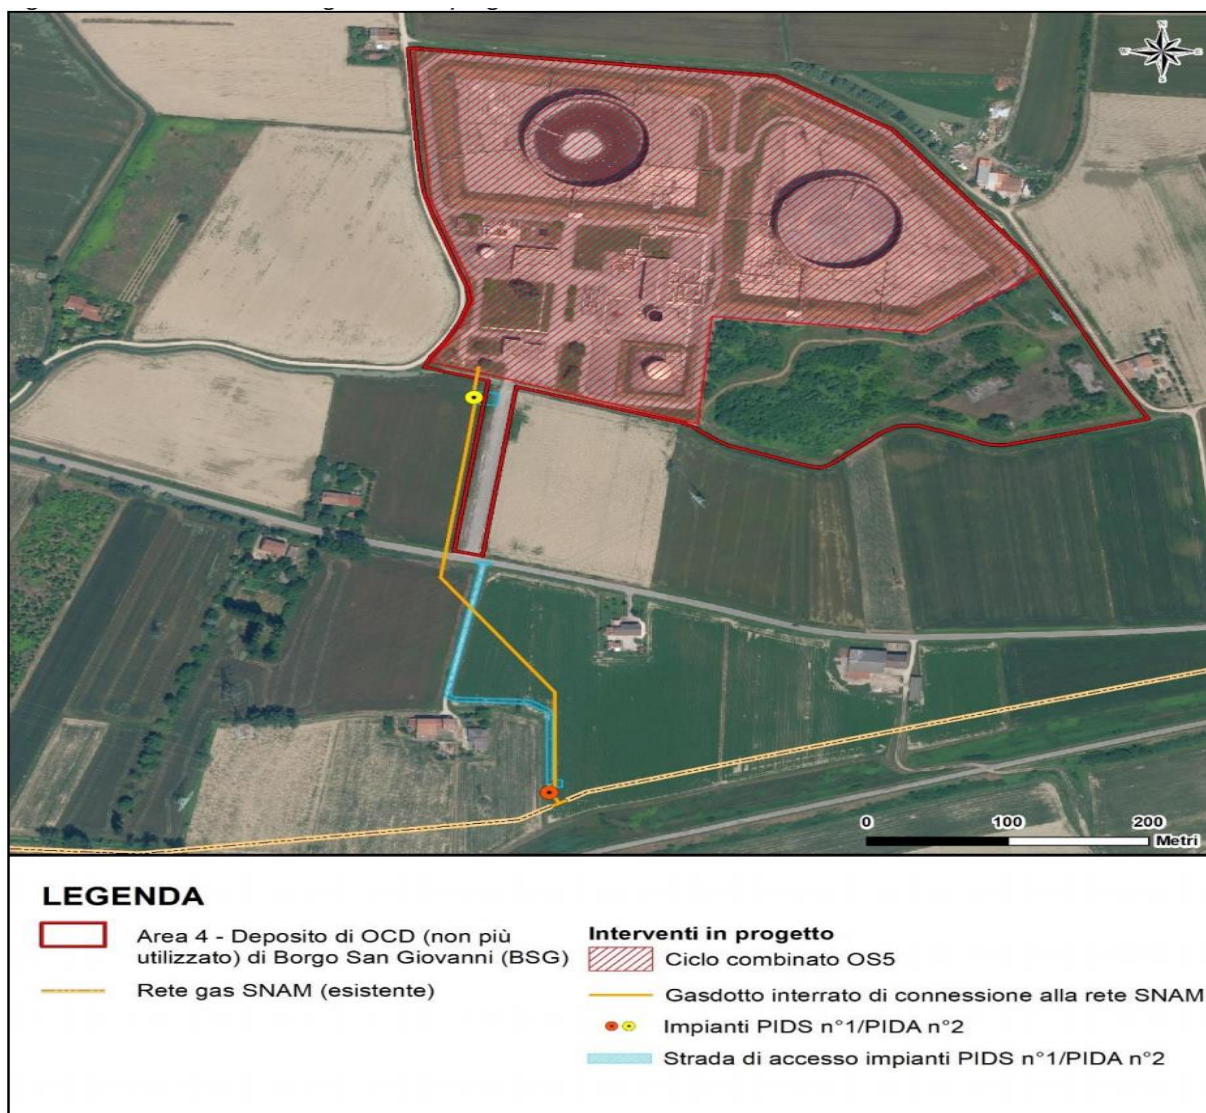 N
W
E
S
0
100
200
Metri
LEGENDA
Area 4 - Deposito di OCD (non più
utilizzato) di Borgo San Giovanni (BSG)
Rete gas SNAM (esistente)
Interventi in progetto
Ciclo combinato OS5
Gasdotto interrato di connessione alla rete SNAM
Impianti PIDS n°1/PIDA n°2
Strada di accesso impianti PIDS n°1/PIDA n°2